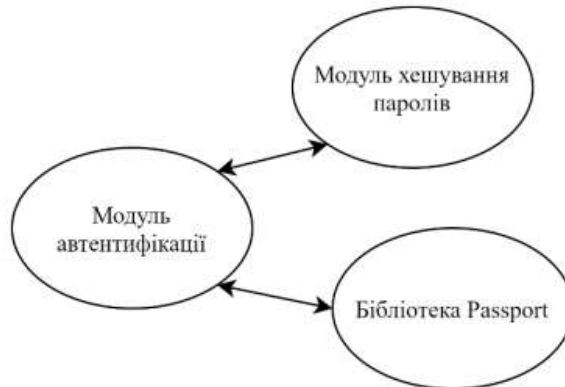 Модуль хешування
паролів
Модуль
автентифікації
Бібліотека Passport